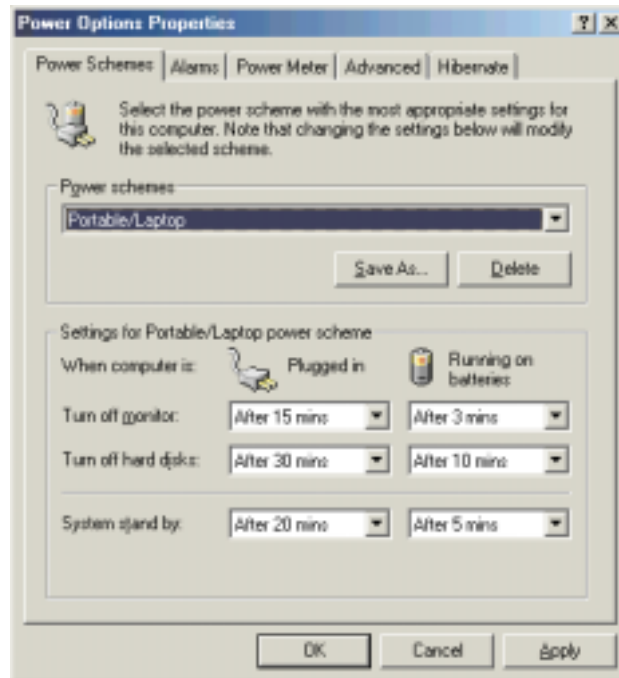 Power Options Properties
Power Schemes Alarms Power Meter Advanced Hibernate
Select the power scheme with the most appropriate settings for
this computer. Note that changing the settings below will modify
the selected scheme.
Power schemes
Portable/Laptop
Save As... Delete
Settings for Portable/Laptop power scheme
When computer is: Plugged in Running on
batteries
Turn off monitor: After 15 mins After 3 mins
Turn off hard disks: After 30 mins After 10 mins
System stand by: After 20 mins After 5 mins
OK Cancel Apply